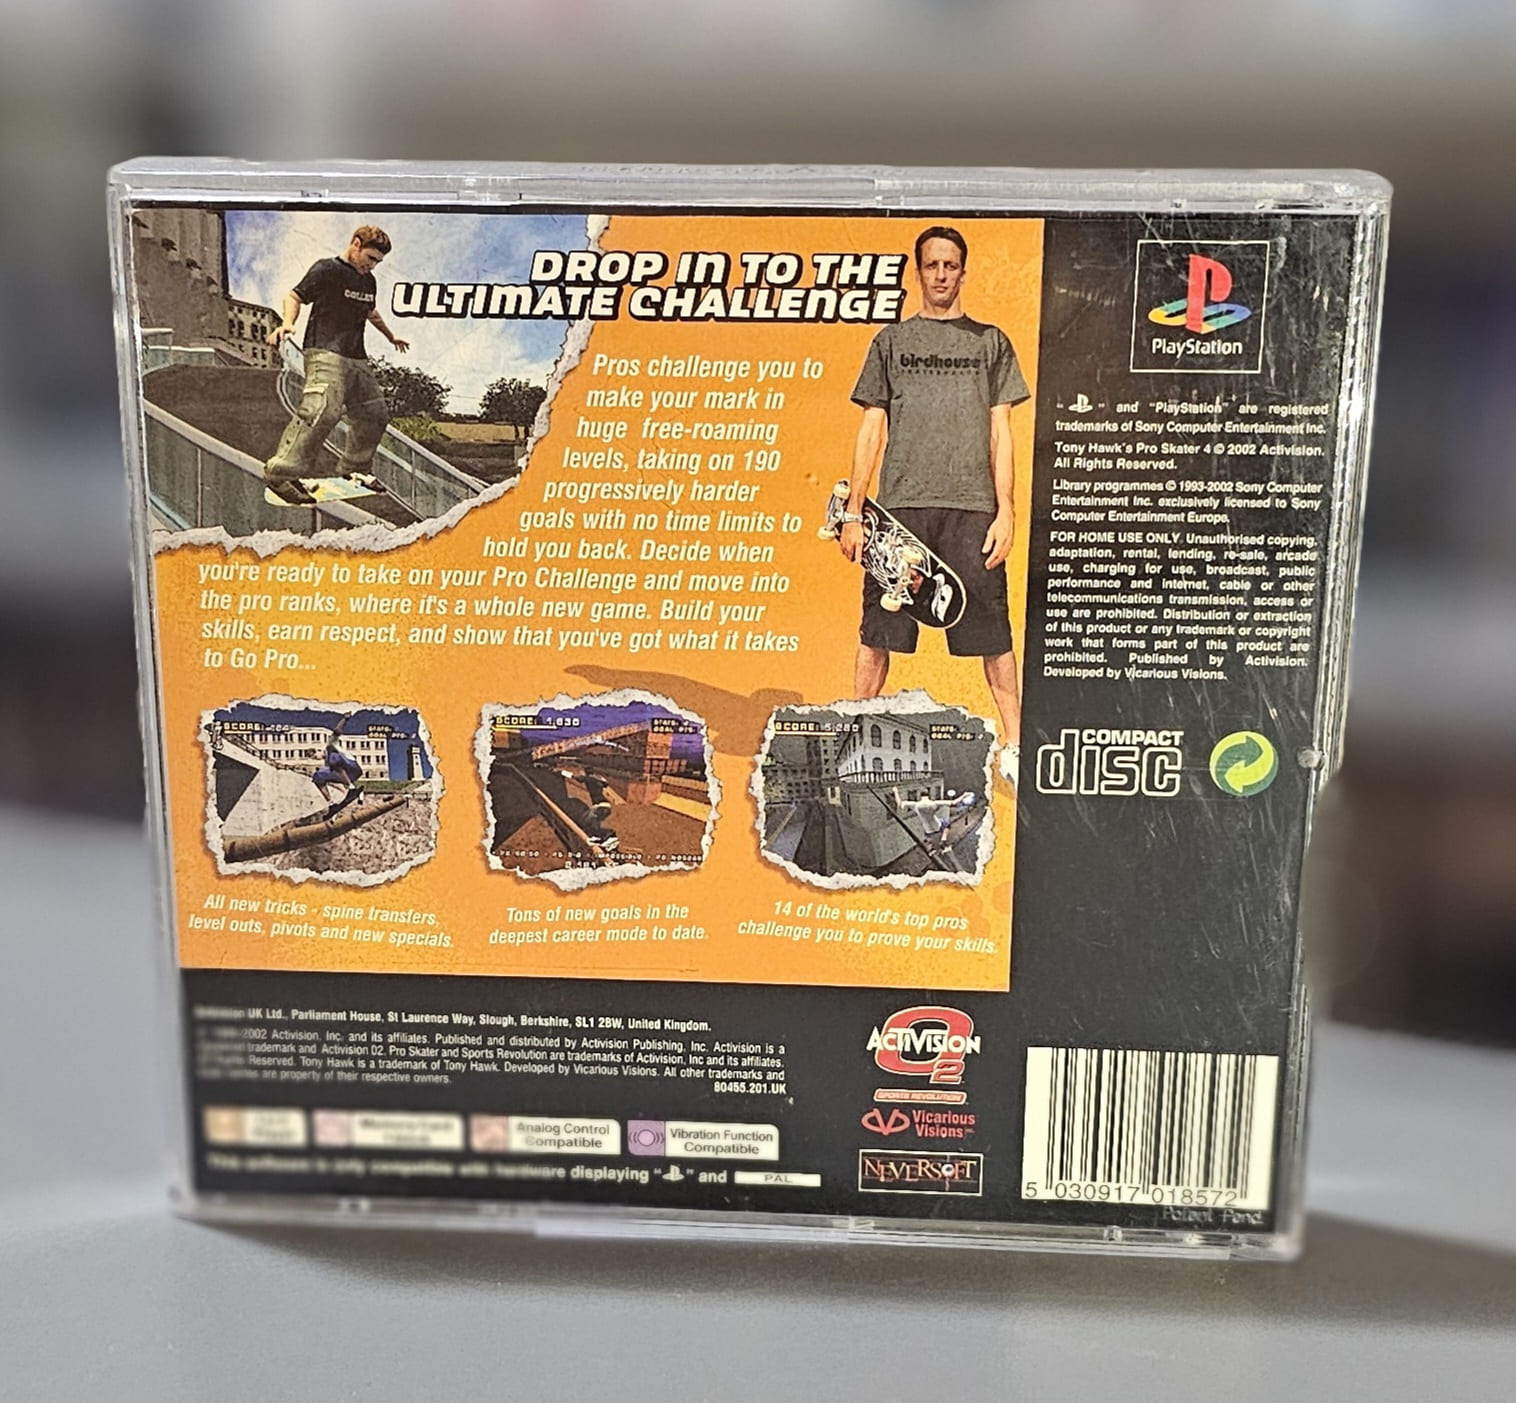 DROP IN TO THE
ULTIMATE CHALLENGE
Pros challenge you to
make your mark in
huge free-roaming
levels, taking on 190
progressively harder
goals with no time limits to
hold you back. Decide when
you're ready to take on your Pro Challenge and move into
the pro ranks, where it's a whole new game. Build your
skills, earn respect, and show that you've got what it takes
to Go Pro...
birdhouse
SCORE:
SCORE: 1,630
SCORE: 5,280
All new tricks - spine transfers,
level outs, pivots and new specials.
Tons of new goals in the
deepest career mode to date.
14 of the world's top pros
challenge you to prove your skills.
PlayStation
" " and "PlayStation" are registered
trademarks of Sony Computer Entertainment Inc.
Tony Hawk's Pro Skater 4 © 2002 Activision.
All Rights Reserved.
Library programmes © 1993-2002 Sony Computer
Entertainment Inc. exclusively licensed to Sony
Computer Entertainment Europe.
FOR HOME USE ONLY. Unauthorised copying,
adaptation, rental, lending, re-sale, arcade
use, charging for use, broadcast, public
performance and internet, cable or other
telecommunications transmission, access or
use are prohibited. Distribution or extraction
of this product or any trademark or copyright
work that forms part of this product are
prohibited. Published by Activision.
Developed by Vicarious Visions.
COMPACT
disc
UK Ltd., Parliament House, St Laurence Way, Slough, Berkshire, SL1 2BW, United Kingdom.
2002 Activision, Inc. and its affiliates. Published and distributed by Activision Publishing, Inc. Activision is a
trademark and Activision O2, Pro Skater and Sports Revolution are trademarks of Activision, Inc and its affiliates.
Reserved. Tony Hawk is a trademark of Tony Hawk. Developed by Vicarious Visions. All other trademarks and
are property of their respective owners.
80455.201.UK
Memory Card
Analog Control
Compatible
Vibration Function
Compatible
This software is only compatible with hardware displaying " " and PAL
ACTIVISION
O2
SPORTS REVOLUTION
Vicarious
Visions
NEVERSOFT
5 030917 018572
Patent Pend.